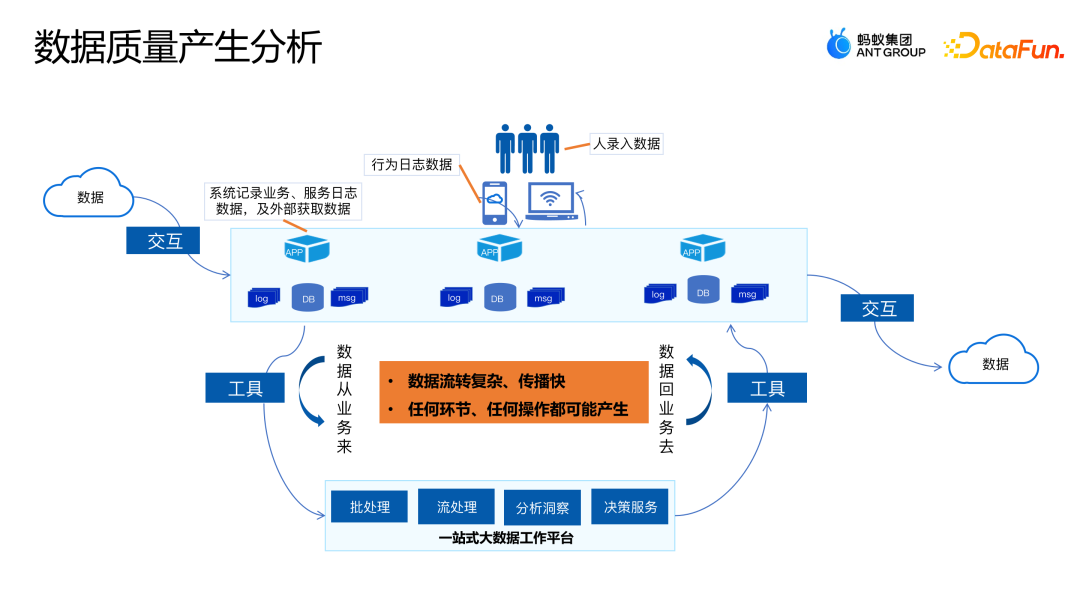 数据质量产生分析
蚂蚁集团
ANT GROUP
DataFun.
人录入数据
行为日志数据
数据
系统记录业务、服务日志
数据，及外部获取数据
交互
APP
APP
APP
log
DB
msg
log
DB
msg
log
DB
msg
交互
数据
工具
数据从业务来
• 数据流转复杂、传播快
• 任何环节、任何操作都可能产生
数据回业务去
工具
批处理
流处理
分析洞察
决策服务
一站式大数据工作平台